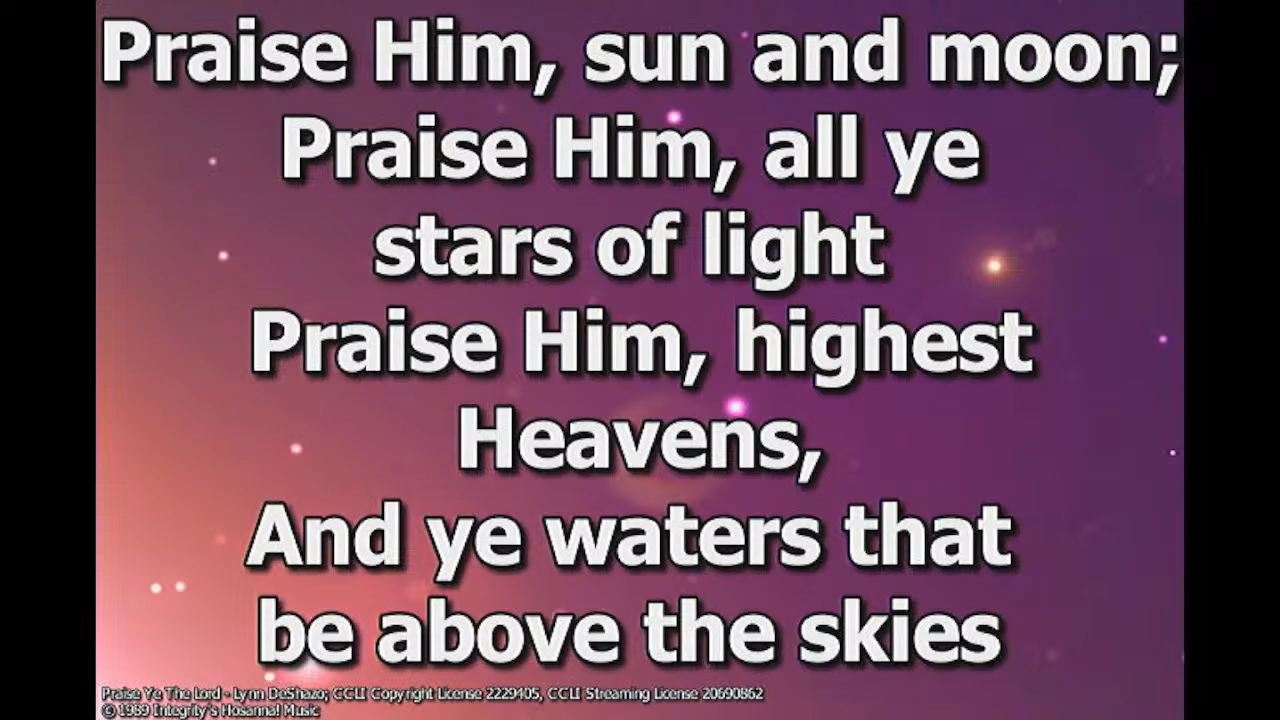 Praise Him, sun and moon;
Praise Him, all ye
stars of light
Praise Him, highest
Heavens,
And ye waters that
be above the skies
Praise Ye The Lord - Lynn DeShazo; CCLI Copyright License 2229405, CCLI Streaming License 20690862
© 1989 Integrity's Hosanna! Music